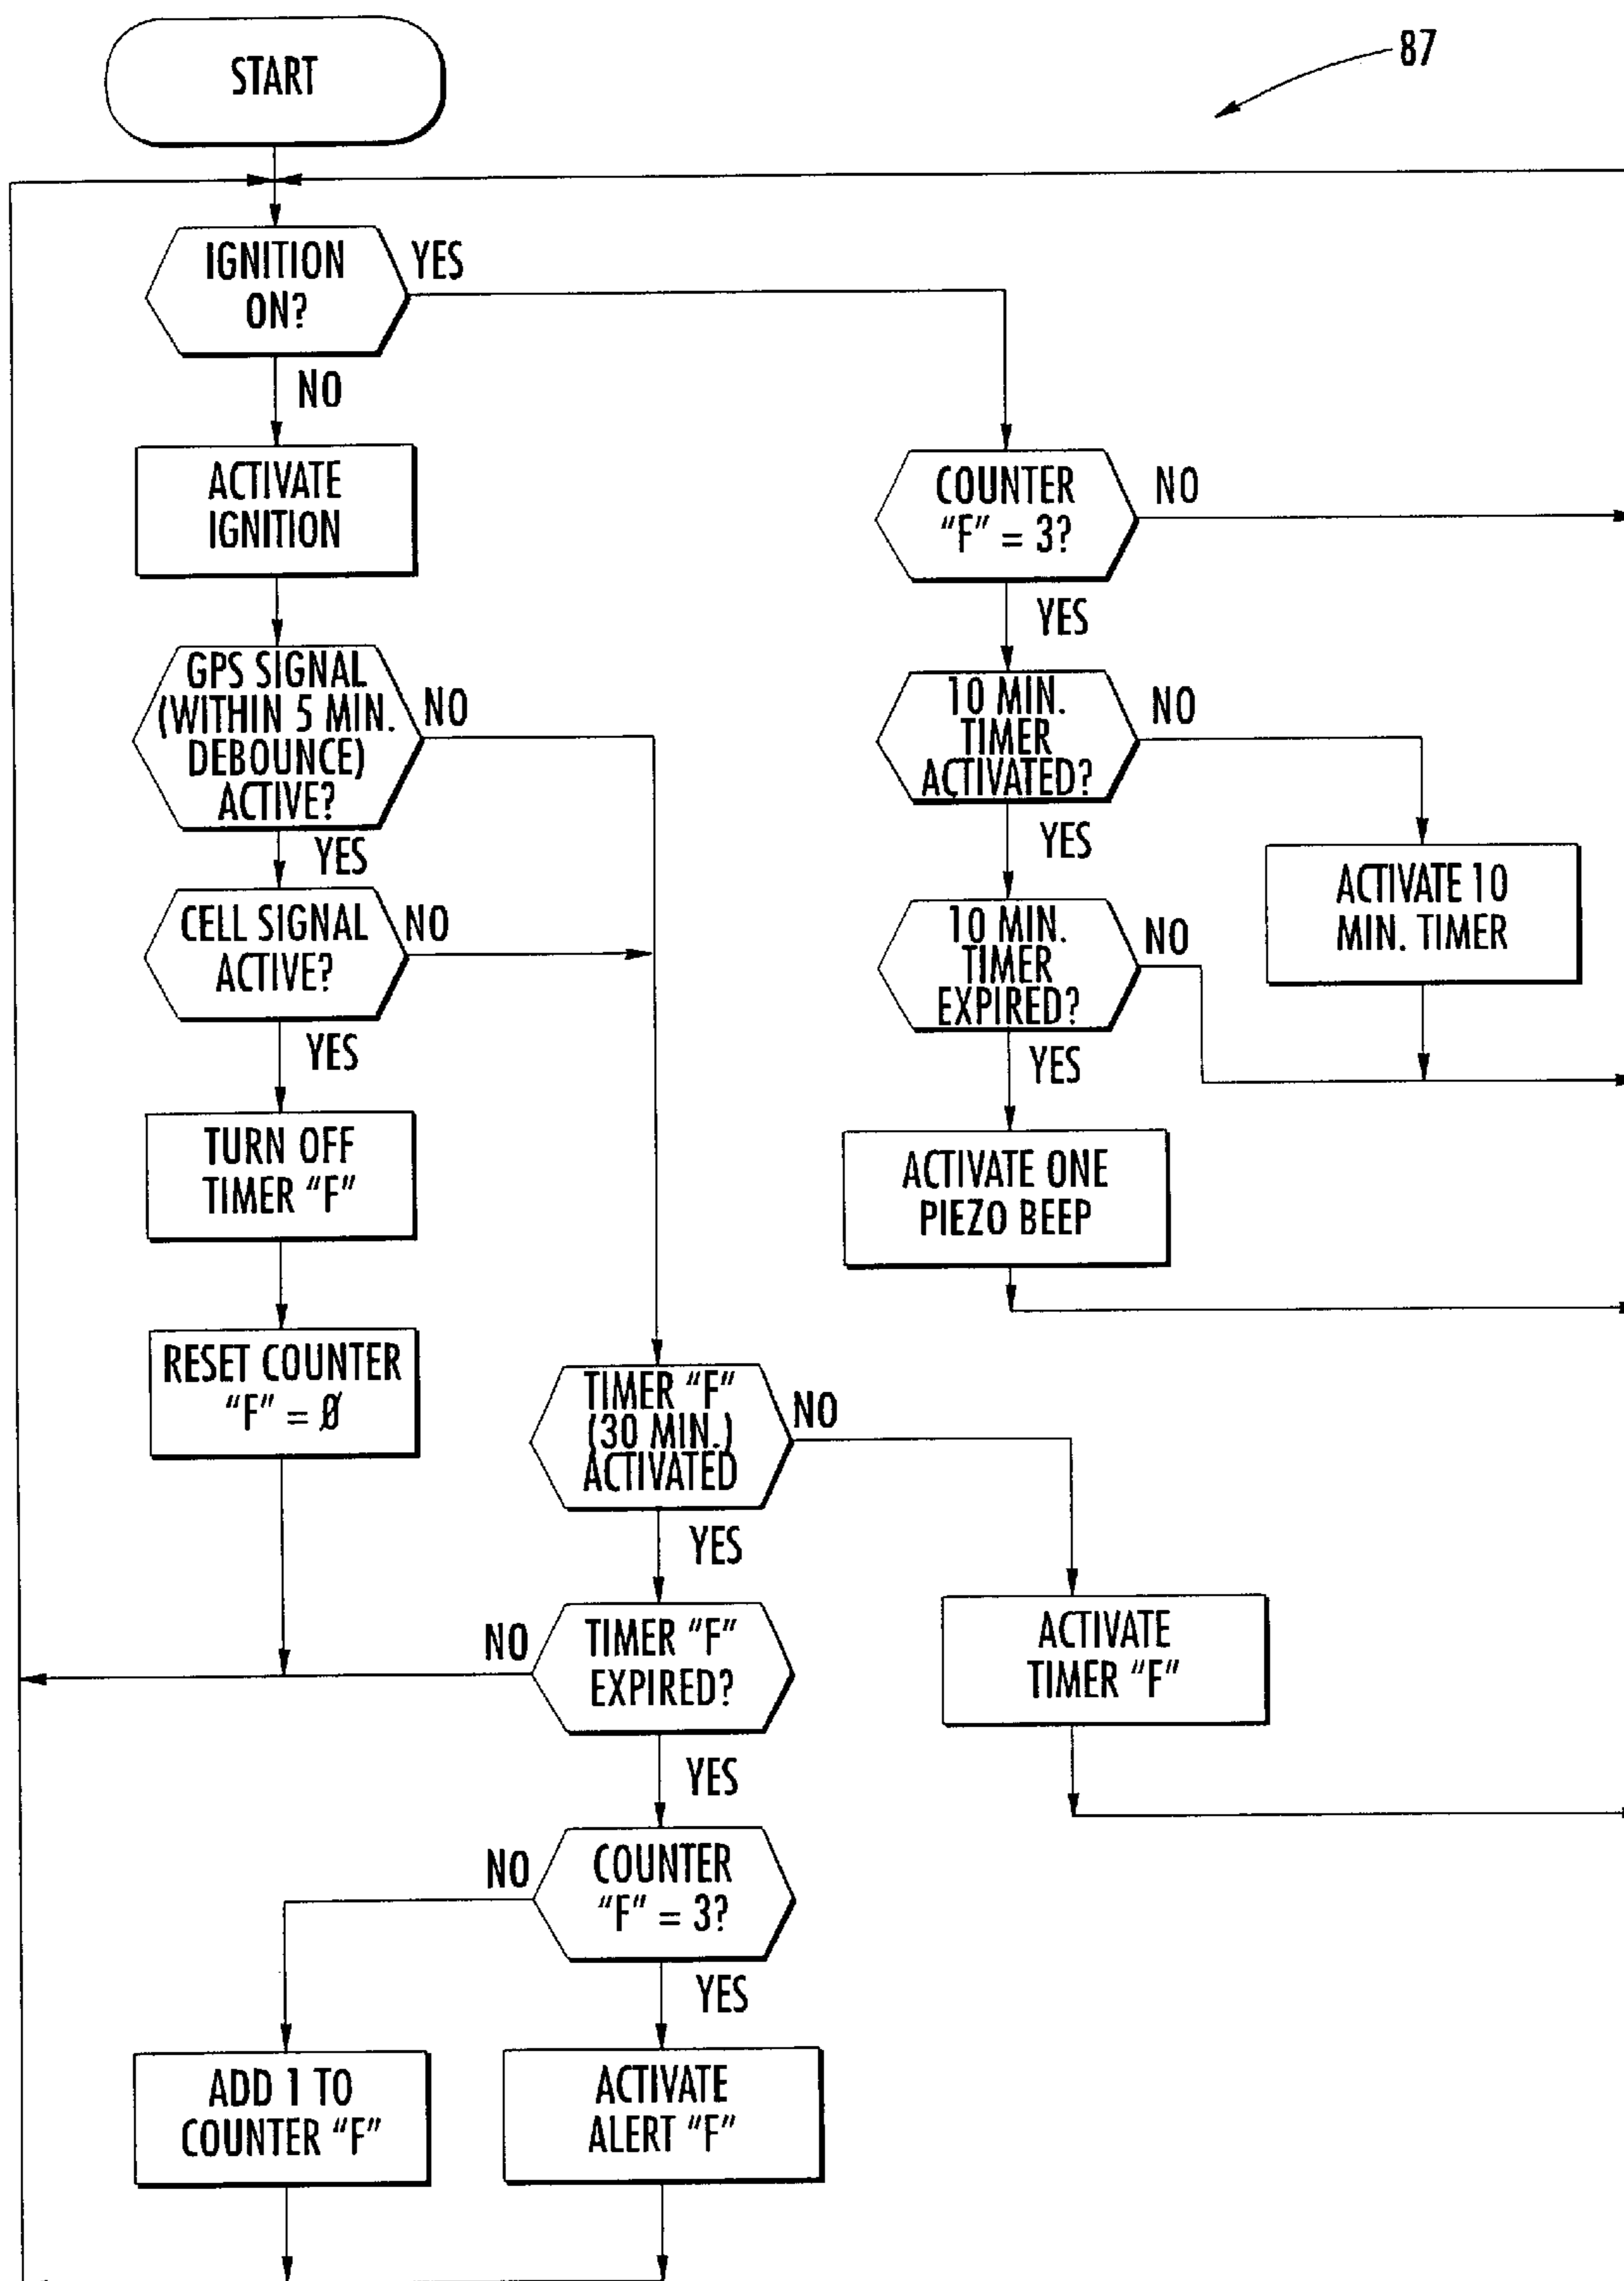 START
87
IGNITION
ON?
YES
NO
ACTIVATE
IGNITION
GPS SIGNAL
(WITHIN 5 MIN.
DEBOUNCE)
ACTIVE?
NO
YES
CELL SIGNAL
ACTIVE?
NO
YES
TURN OFF
TIMER “F”
RESET COUNTER
“F” = Ø
COUNTER
“F” = 3?
NO
YES
10 MIN.
TIMER
ACTIVATED?
NO
YES
ACTIVATE 10
MIN. TIMER
10 MIN.
TIMER
EXPIRED?
NO
YES
ACTIVATE ONE
PIEZO BEEP
TIMER “F”
(30 MIN.)
ACTIVATED
NO
YES
ACTIVATE
TIMER “F”
TIMER “F”
EXPIRED?
NO
YES
COUNTER
“F” = 3?
NO
YES
ADD 1 TO
COUNTER “F”
ACTIVATE
ALERT “F”